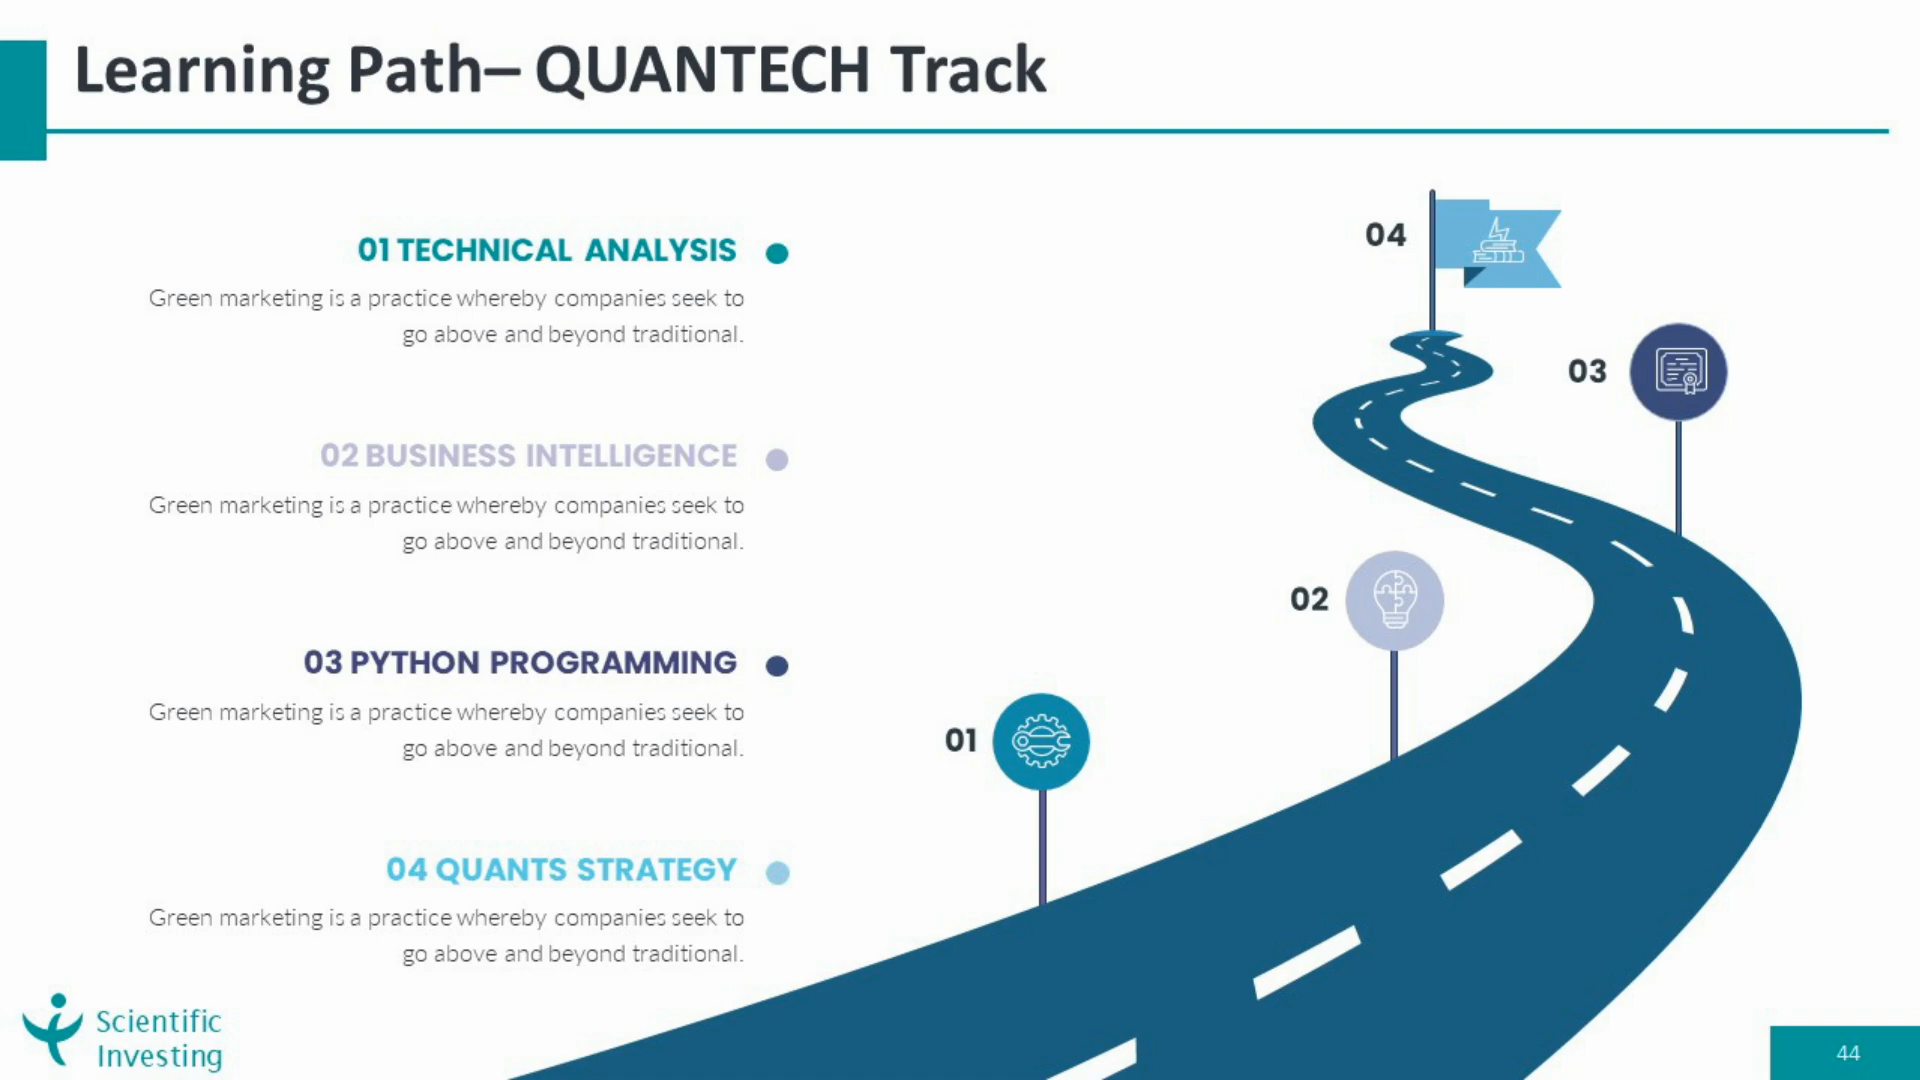 Learning Path– QUANTECH Track
01 TECHNICAL ANALYSIS
Green marketing is a practice whereby companies seek to
go above and beyond traditional.
02 BUSINESS INTELLIGENCE
Green marketing is a practice whereby companies seek to
go above and beyond traditional.
03 PYTHON PROGRAMMING
Green marketing is a practice whereby companies seek to
go above and beyond traditional.
04 QUANTS STRATEGY
Green marketing is a practice whereby companies seek to
go above and beyond traditional.
04
03
02
01
Scientific
Investing
44